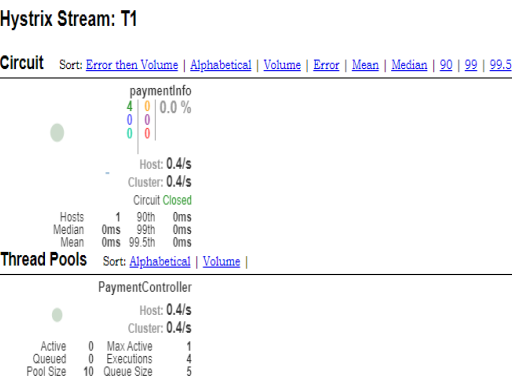 Hystrix Stream: T1
Circuit Sort: Error then Volume | Alphabetical | Volume | Error | Mean | Median | 90 | 99 | 99.5
paymentInfo
4 0 0.0 %
0 0
0 0
Host: 0.4/s
Cluster: 0.4/s
Circuit Closed
Hosts 1 90th 0ms
Median 0ms 99th 0ms
Mean 0ms 99.5th 0ms
Thread Pools Sort: Alphabetical | Volume |
PaymentController
Host: 0.4/s
Cluster: 0.4/s
Active 0 Max Active 1
Queued 0 Executions 4
Pool Size 10 Queue Size 5